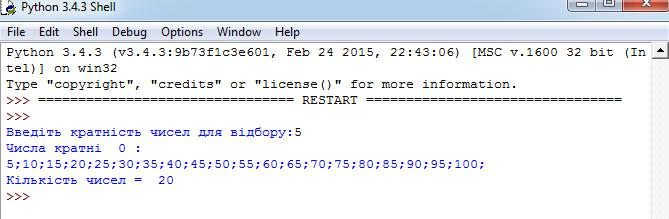 Python 3.4.3 Shell
File Edit Shell Debug Options Window Help
Python 3.4.3 (v3.4.3:9b73f1c3e601, Feb 24 2015, 22:43:06) [MSC v.1600 32 bit (In
tel)] on win32
Type "copyright", "credits" or "license()" for more information.
>>> ================================ RESTART ================================
>>>
Введіть кратність чисел для відбору:5
Числа кратні  0 :
5;10;15;20;25;30;35;40;45;50;55;60;65;70;75;80;85;90;95;100;
Кількість чисел =  20
>>>